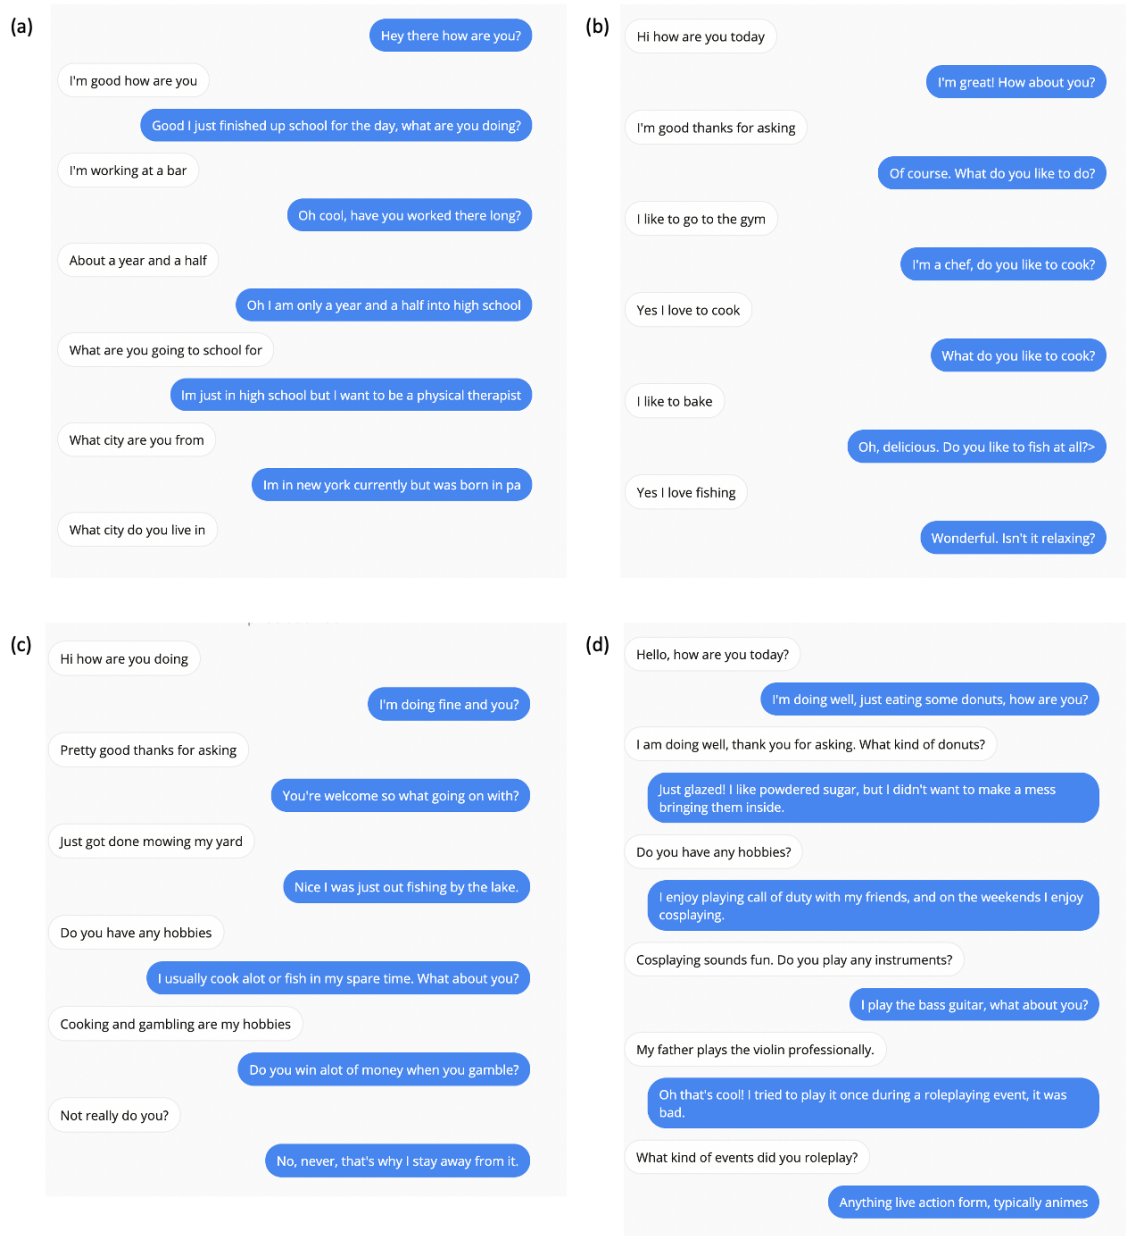 (a)
Hey there how are you?
I'm good how are you
Good I just finished up school for the day, what are you doing?
I'm working at a bar
Oh cool, have you worked there long?
About a year and a half
Oh I am only a year and a half into high school
What are you going to school for
Im just in high school but I want to be a physical therapist
What city are you from
Im in new york currently but was born in pa
What city do you live in
(b)
Hi how are you today
I'm great! How about you?
I'm good thanks for asking
Of course. What do you like to do?
I like to go to the gym
I'm a chef, do you like to cook?
Yes I love to cook
What do you like to cook?
I like to bake
Oh, delicious. Do you like to fish at all?>
Yes I love fishing
Wonderful. Isn't it relaxing?
(c)
Hi how are you doing
I'm doing fine and you?
Pretty good thanks for asking
You're welcome so what going on with?
Just got done mowing my yard
Nice I was just out fishing by the lake.
Do you have any hobbies
I usually cook alot or fish in my spare time. What about you?
Cooking and gambling are my hobbies
Do you win alot of money when you gamble?
Not really do you?
No, never, that's why I stay away from it.
(d)
Hello, how are you today?
I'm doing well, just eating some donuts, how are you?
I am doing well, thank you for asking. What kind of donuts?
Just glazed! I like powdered sugar, but I didn't want to make a mess
bringing them inside.
Do you have any hobbies?
I enjoy playing call of duty with my friends, and on the weekends I enjoy
cosplaying.
Cosplaying sounds fun. Do you play any instruments?
I play the bass guitar, what about you?
My father plays the violin professionally.
Oh that's cool! I tried to play it once during a roleplaying event, it was
bad.
What kind of events did you roleplay?
Anything live action form, typically animes